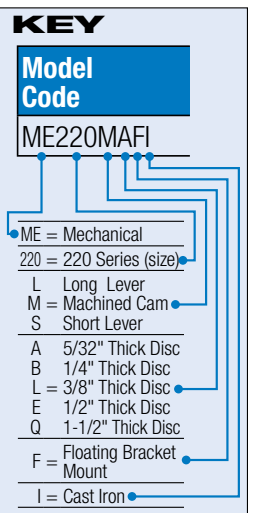 KEY
Model
Code
ME220MAFI
ME = Mechanical
220 = 220 Series (size)
L Long Lever
M = Machined Cam
S Short Lever
A 5/32" Thick Disc
B 1/4" Thick Disc
L = 3/8" Thick Disc
E 1/2" Thick Disc
Q 1-1/2" Thick Disc
F = Floating Bracket
Mount
I = Cast Iron